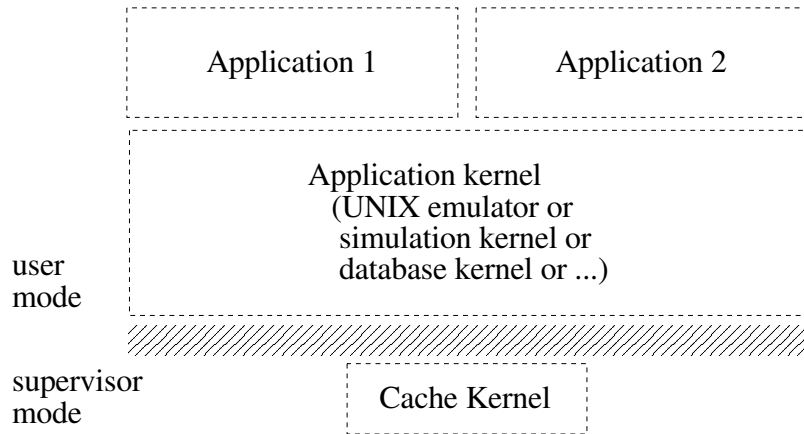 Application 1
Application 2
Application kernel
(UNIX emulator or
simulation kernel or
database kernel or ...)
user
mode
supervisor
mode
Cache Kernel